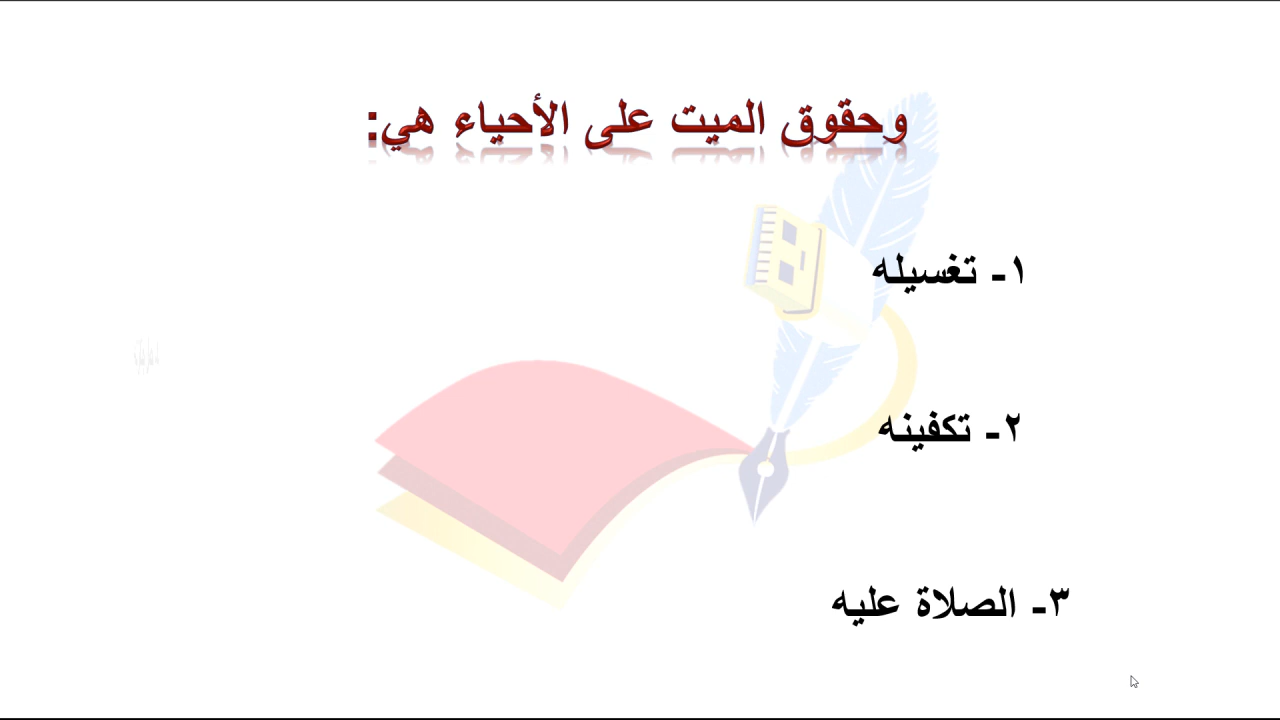 وحقوق الميت على الأحياء هي:
١- تغسيله
٢- تكفينه
٣- الصلاة عليه